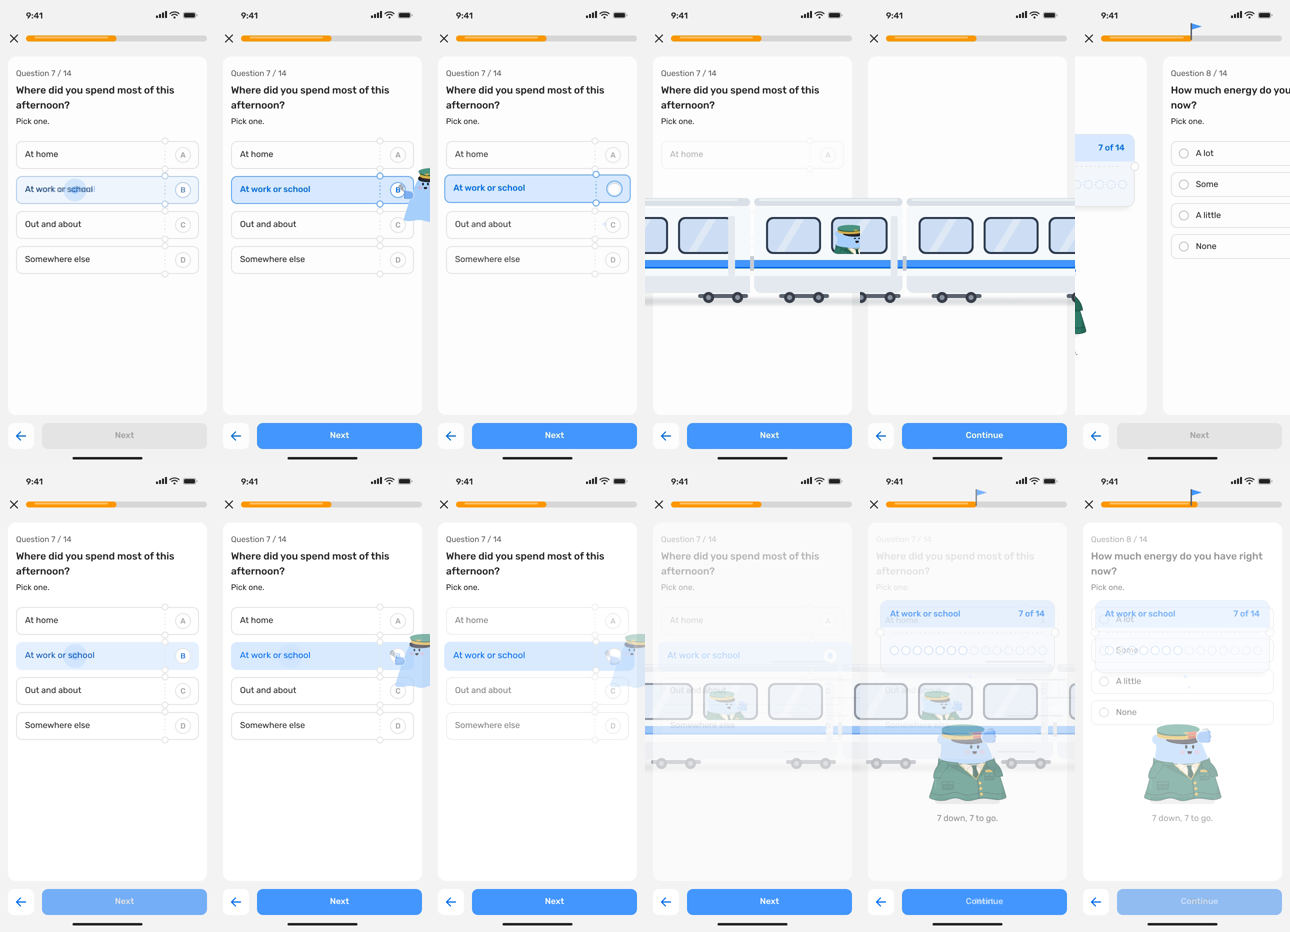 9:41
Question 7 / 14
Where did you spend most of this
afternoon?
Pick one.
At home
A
At work or school
B
Out and about
C
Somewhere else
D
Next
9:41
Question 7 / 14
Where did you spend most of this
afternoon?
Pick one.
At home
A
At work or school
B
Out and about
C
Somewhere else
D
Next
9:41
Question 7 / 14
Where did you spend most of this
afternoon?
Pick one.
At home
A
At work or school
Out and about
C
Somewhere else
D
Next
9:41
Question 7 / 14
Where did you spend most of this
afternoon?
Pick one.
At home
A
Next
9:41
Continue
9:41
7 of 14
Question 8 / 14
How much energy do you
now?
Pick one.
A lot
Some
A little
None
Next
9:41
Question 7 / 14
Where did you spend most of this
afternoon?
Pick one.
At home
A
At work or school
B
Out and about
C
Somewhere else
D
Next
9:41
Question 7 / 14
Where did you spend most of this
afternoon?
Pick one.
At home
A
At work or school
Out and about
C
Somewhere else
D
Next
9:41
Question 7 / 14
Where did you spend most of this
afternoon?
Pick one.
At home
A
At work or school
Out and about
C
Somewhere else
D
Next
9:41
Question 7 / 14
Where did you spend most of this
afternoon?
Pick one.
At home
A
At work or school
B
Out and about
Somewhere else
Next
9:41
Question 7 / 14
Where did you spend most of this
afternoon?
Pick one.
At work or school
7 of 14
At home
7 down, 7 to go.
Continue
9:41
Question 8 / 14
How much energy do you have right
now?
Pick one.
At work or school
7 of 14
A lot
Some
A little
None
7 down, 7 to go.
Continue